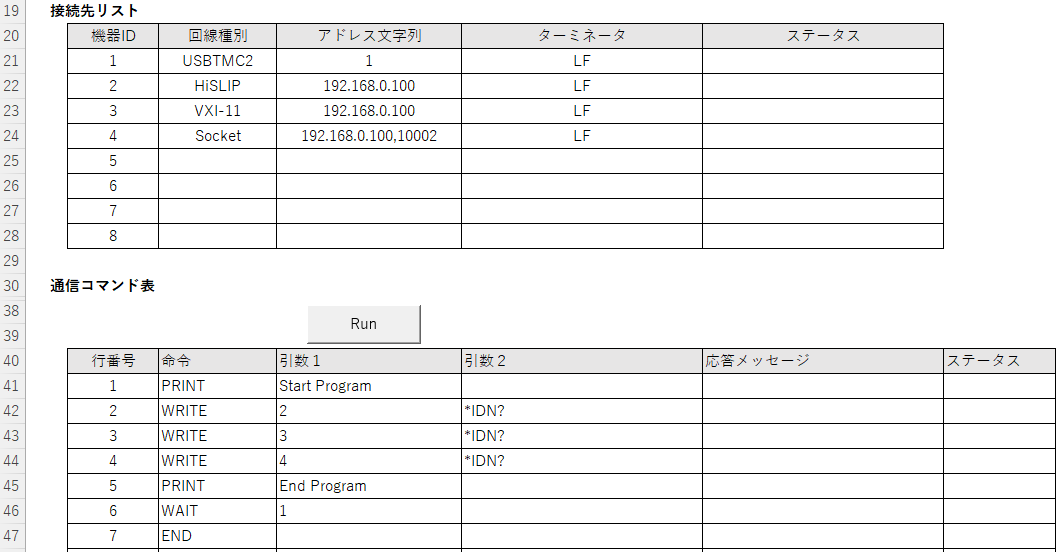 19 接続先リスト
20 機器ID 回線種別 アドレス文字列 ターミネータ ステータス
21 1 USBTMC2 1 LF
22 2 HiSLIP 192.168.0.100 LF
23 3 VXI-11 192.168.0.100 LF
24 4 Socket 192.168.0.100,10002 LF
25 5
26 6
27 7
28 8
29
30 通信コマンド表
38
Run
39
40 行番号 命令 引数1 引数2 応答メッセージ ステータス
41 1 PRINT Start Program
42 2 WRITE 2 *IDN?
43 3 WRITE 3 *IDN?
44 4 WRITE 4 *IDN?
45 5 PRINT End Program
46 6 WAIT 1
47 7 END